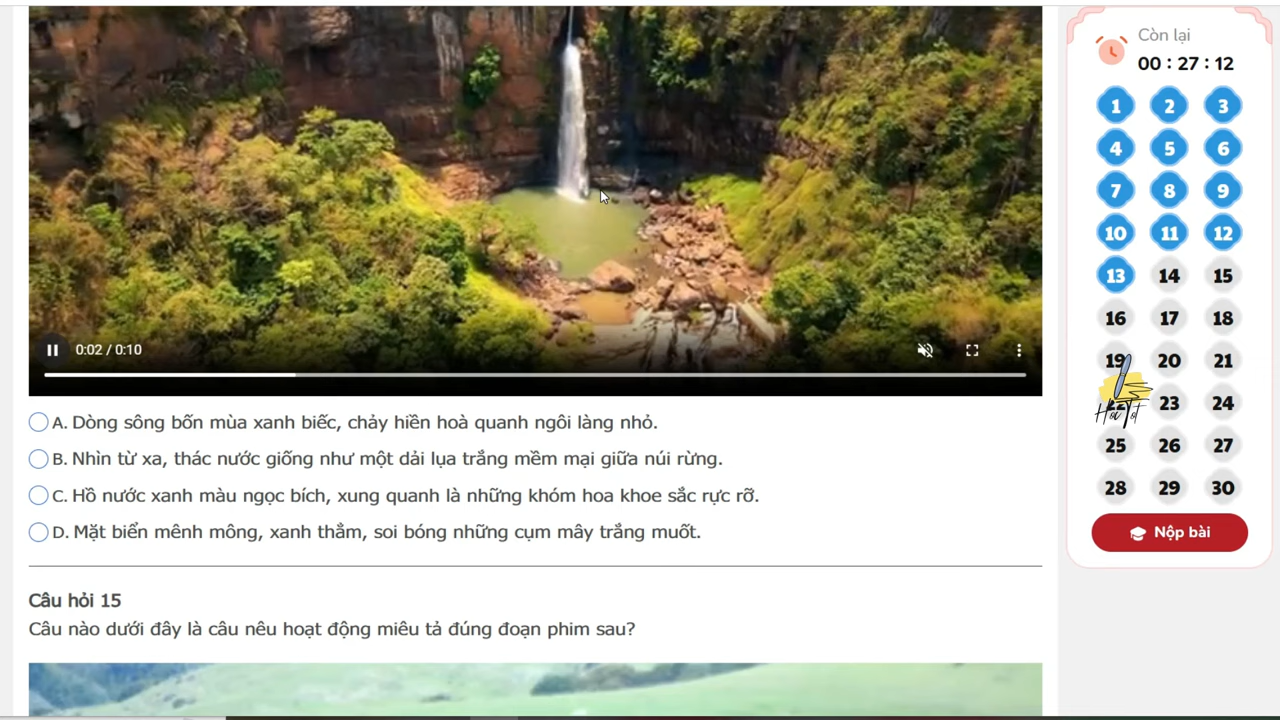 Còn lại
00 : 27 : 12
1 2 3
4 5 6
7 8 9
10 11 12
13 14 15
16 17 18
19 20 21
22 23 24
25 26 27
28 29 30
Nộp bài
Học Tốt
0:02 / 0:10
A. Dòng sông bốn mùa xanh biếc, chảy hiền hoà quanh ngôi làng nhỏ.
B. Nhìn từ xa, thác nước giống như một dải lụa trắng mềm mại giữa núi rừng.
C. Hồ nước xanh màu ngọc bích, xung quanh là những khóm hoa khoe sắc rực rỡ.
D. Mặt biển mênh mông, xanh thẳm, soi bóng những cụm mây trắng muốt.
Câu hỏi 15
Câu nào dưới đây là câu nêu hoạt động miêu tả đúng đoạn phim sau?